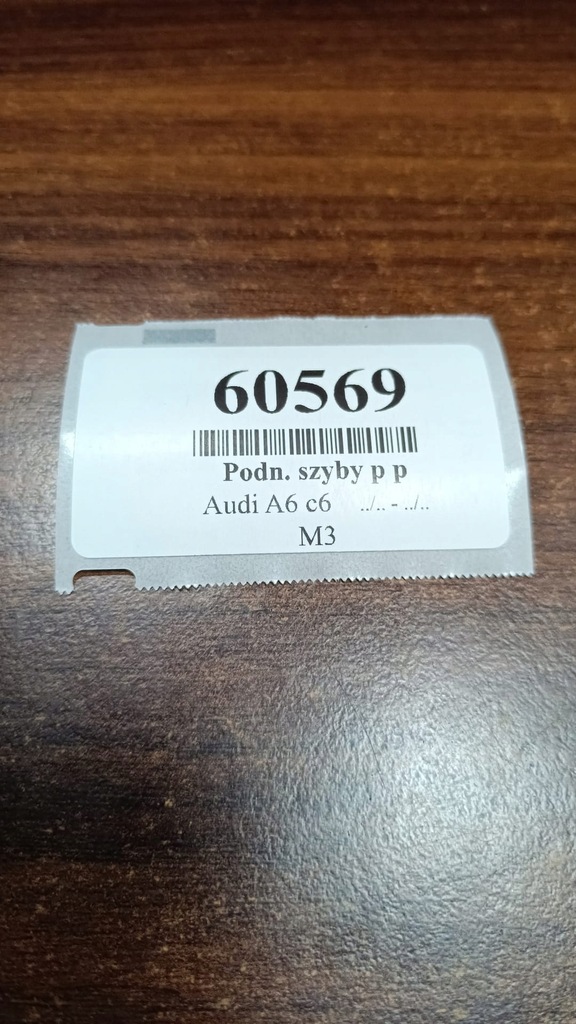 60569
Podn. szyby p p
Audi A6 c6 ../.. - ../..
M3